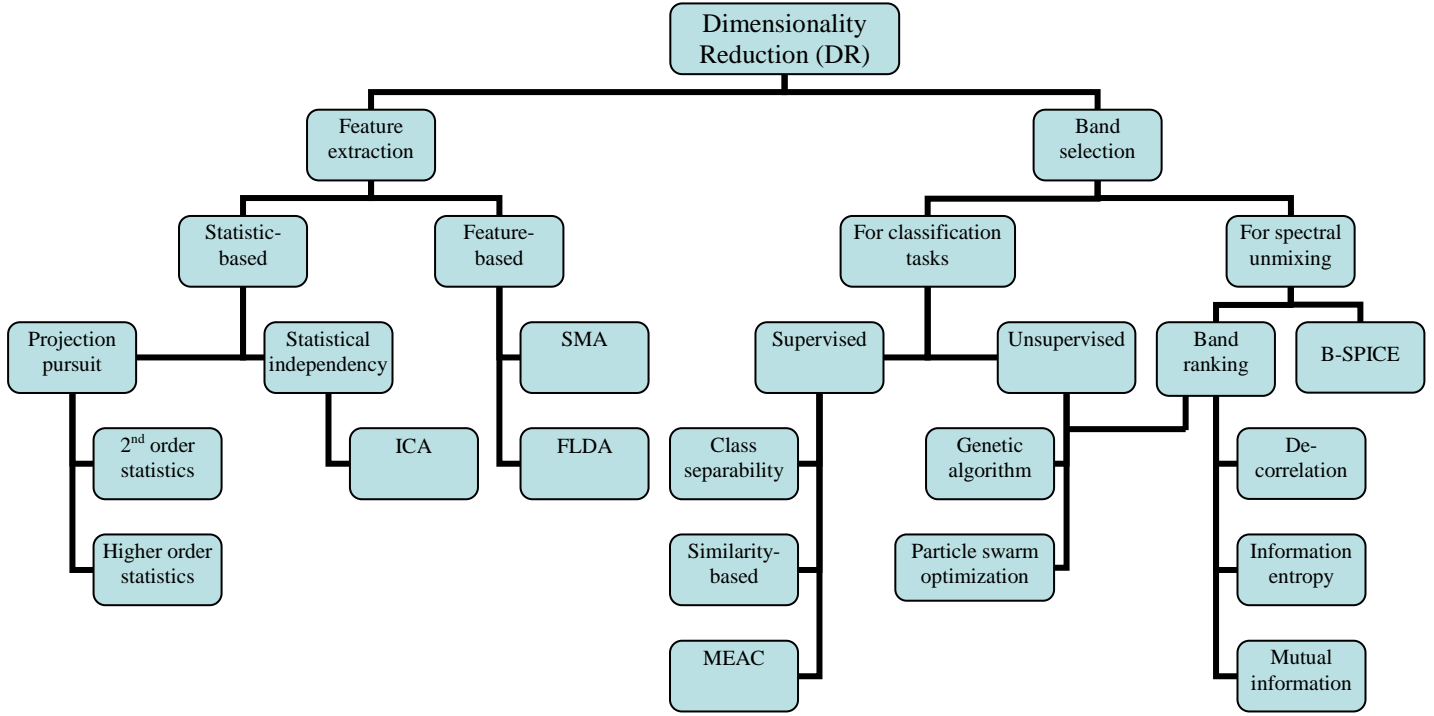 Dimensionality
Reduction (DR)
Feature
extraction
Band
selection
Statistic-
based
Feature-
based
For classification
tasks
For spectral
unmixing
Projection
pursuit
Statistical
independency
SMA
Supervised
Unsupervised
Band
ranking
B-SPICE
2nd order
statistics
ICA
FLDA
Class
separability
Genetic
algorithm
De-
correlation
Higher order
statistics
Similarity-
based
Particle swarm
optimization
Information
entropy
MEAC
Mutual
information